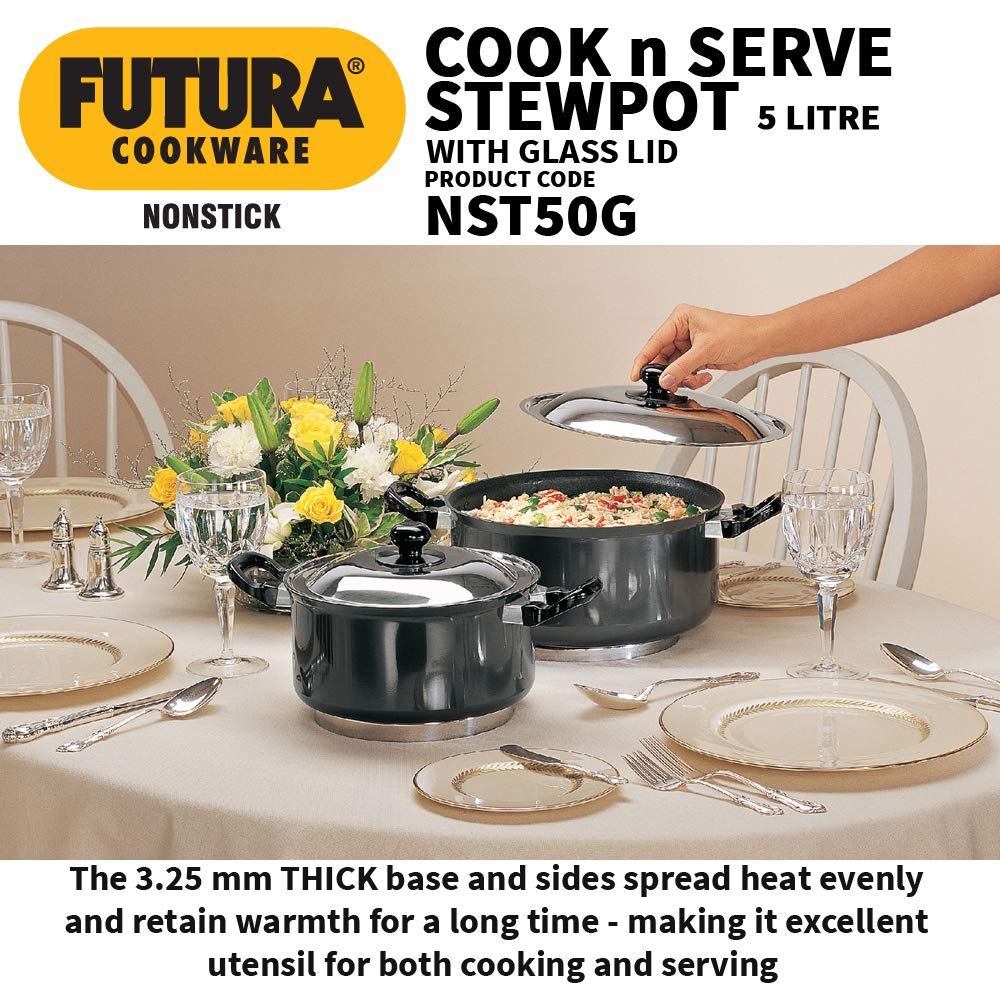 FUTURA®
COOKWARE
NONSTICK
COOK n SERVE
STEWPOT 5 LITRE
WITH GLASS LID
PRODUCT CODE
NST50G
The 3.25 mm THICK base and sides spread heat evenly
and retain warmth for a long time - making it excellent
utensil for both cooking and serving